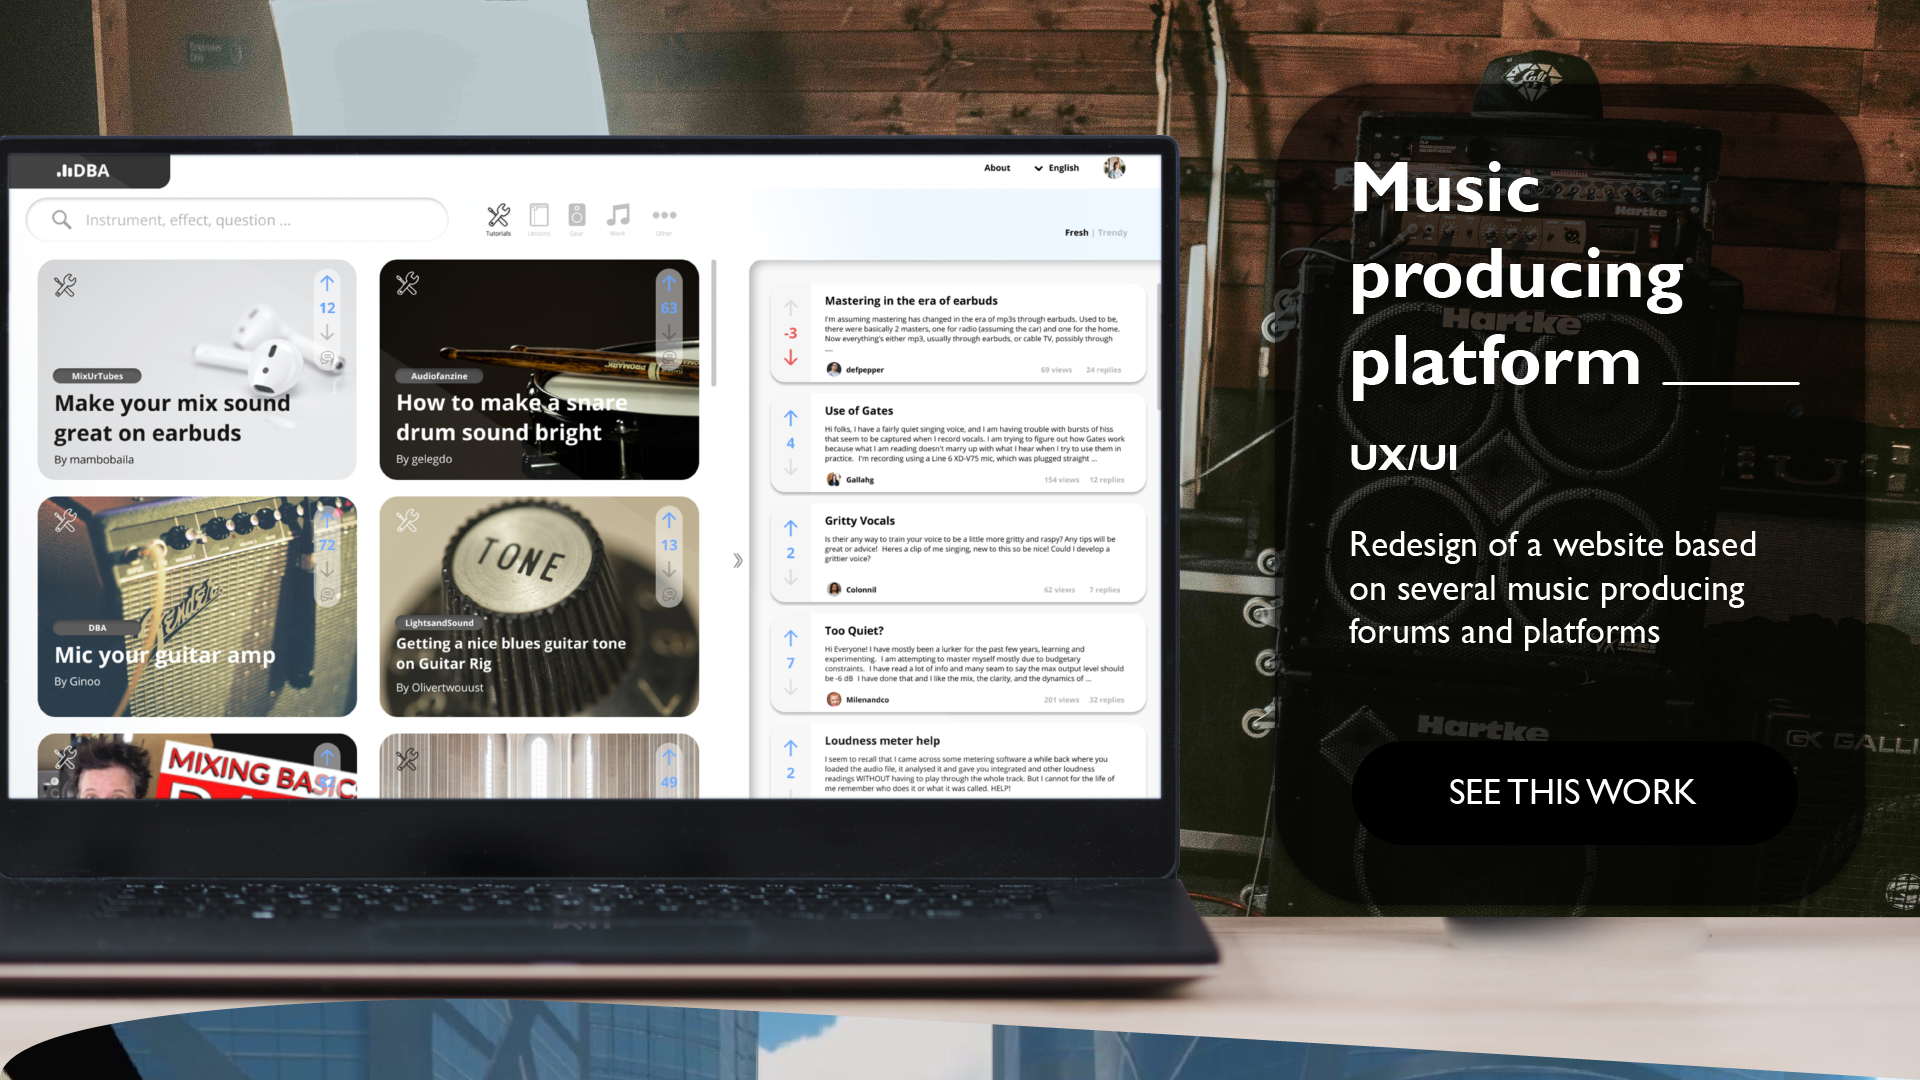 DBA
About
English
Instrument, effect, question ...
Tutorials
Lessons
Gear
Work
Other
Fresh | Trendy
12
MixUrTubes
Make your mix sound
great on earbuds
By mambobaila
63
Audiofanzine
How to make a snare
drum sound bright
By gelegdo
72
DBA
Mic your guitar amp
By Ginoo
TONE
13
LightsandSound
Getting a nice blues guitar tone
on Guitar Rig
By Olivertwouust
MIXING BASIC
49
-3
Mastering in the era of earbuds
I'm assuming mastering has changed in the era of mp3s through earbuds. Used to be,
there were basically 2 masters, one for radio (assuming the car) and one for the home.
Now everything's either mp3, usually through earbuds, or cable TV, possibly through
....
defpepper
69 views 24 replies
4
Use of Gates
Hi folks, I have a fairly quiet singing voice, and I am having trouble with bursts of hiss
that seem to be captured when I record vocals. I am trying to figure out how Gates work
because what I am reading doesn't marry up with what I hear when I try to use them in
practice. I'm recording using a Line 6 XD-V75 mic, which was plugged straight ...
Gallahg
154 views 12 replies
2
Gritty Vocals
Is their any way to train your voice to be a little more gritty and raspy? Any tips will be
great or advice! Heres a clip of me singing, new to this so be nice! Could I develop a
grittier voice?
Colonnil
62 views 7 replies
7
Too Quiet?
Hi Everyone! I have mostly been a lurker for the past few years, learning and
experimenting. I am attempting to master myself mostly due to budgetary
constraints. I have read a lot of info and many seam to say the max output level should
be -6 dB I have done that and I like the mix, the clarity, and the dynamics of ...
Milenandco
201 views 32 replies
2
Loudness meter help
I seem to recall that I came across some metering software a while back where you
loaded the audio file, it analysed it and gave you integrated and other loudness
readings WITHOUT having to play through the whole track. But I cannot for the life of
me remember who does it or what it was called. HELP!
Cali
Hartke
Hartke
Hartke
GK GALLI
Music
producing
platform
UX/UI
Redesign of a website based
on several music producing
forums and platforms
SEE THIS WORK